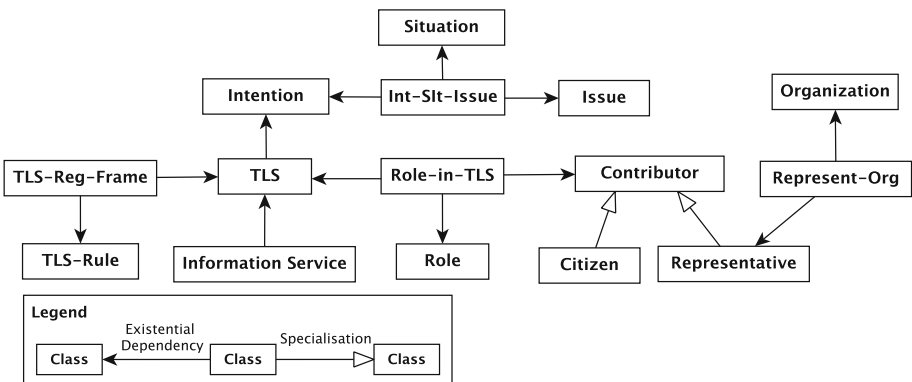 Situation
Intention
Int-SIt-Issue
Issue
Organization
TLS-Reg-Frame
TLS
Role-in-TLS
Contributor
Represent-Org
TLS-Rule
Information Service
Role
Citizen
Representative
Legend
Existential
Dependency
Specialisation
Class
Class
Class